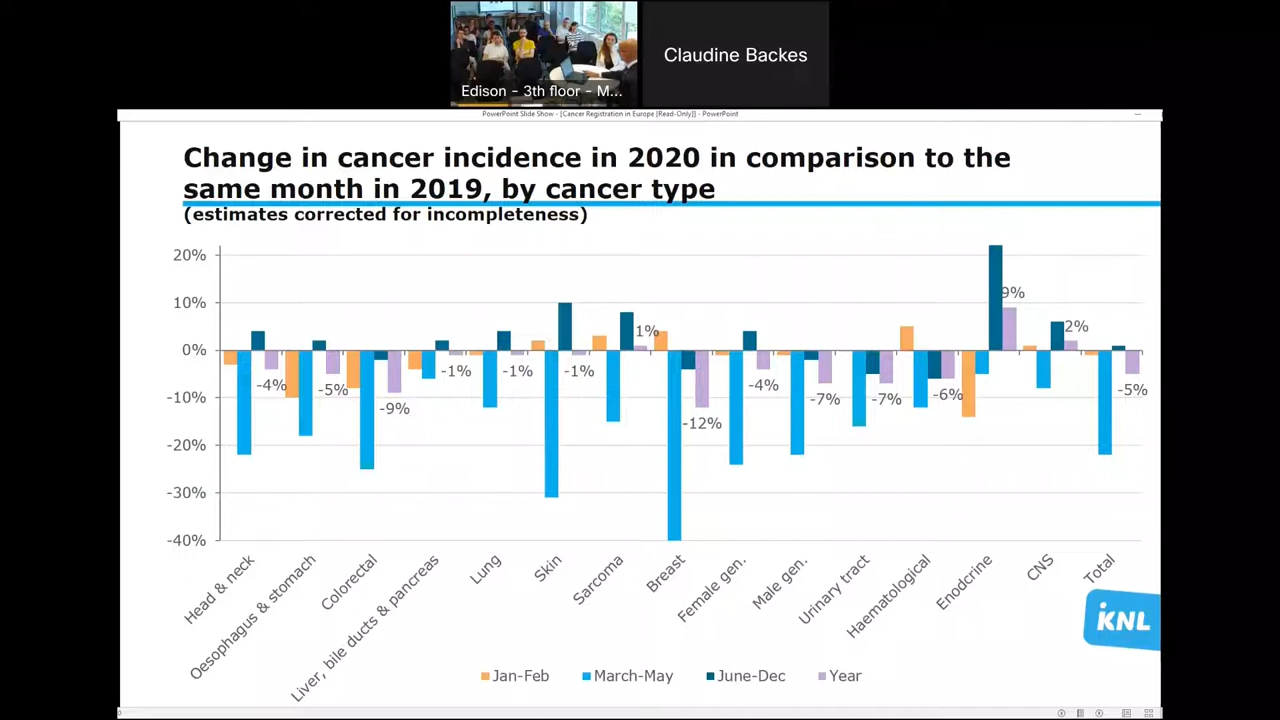 Claudine Backes
Edison - 3th floor - M...
PowerPoint Slide Show - [Cancer Registration in Europe [Read-Only]] - PowerPoint
Change in cancer incidence in 2020 in comparison to the
same month in 2019, by cancer type
(estimates corrected for incompleteness)
20%
10%
0%
-10%
-20%
-30%
-40%
-4%
-5%
-9%
-1%
-1%
-1%
1%
-12%
-4%
-7%
-7%
-6%
9%
2%
-5%
Head & neck
Oesophagus & stomach
Colorectal
Liver, bile ducts & pancreas
Lung
Skin
Sarcoma
Breast
Female gen.
Male gen.
Urinary tract
Haematological
Enodcrine
CNS
Total
iKNL
Jan-Feb March-May June-Dec Year